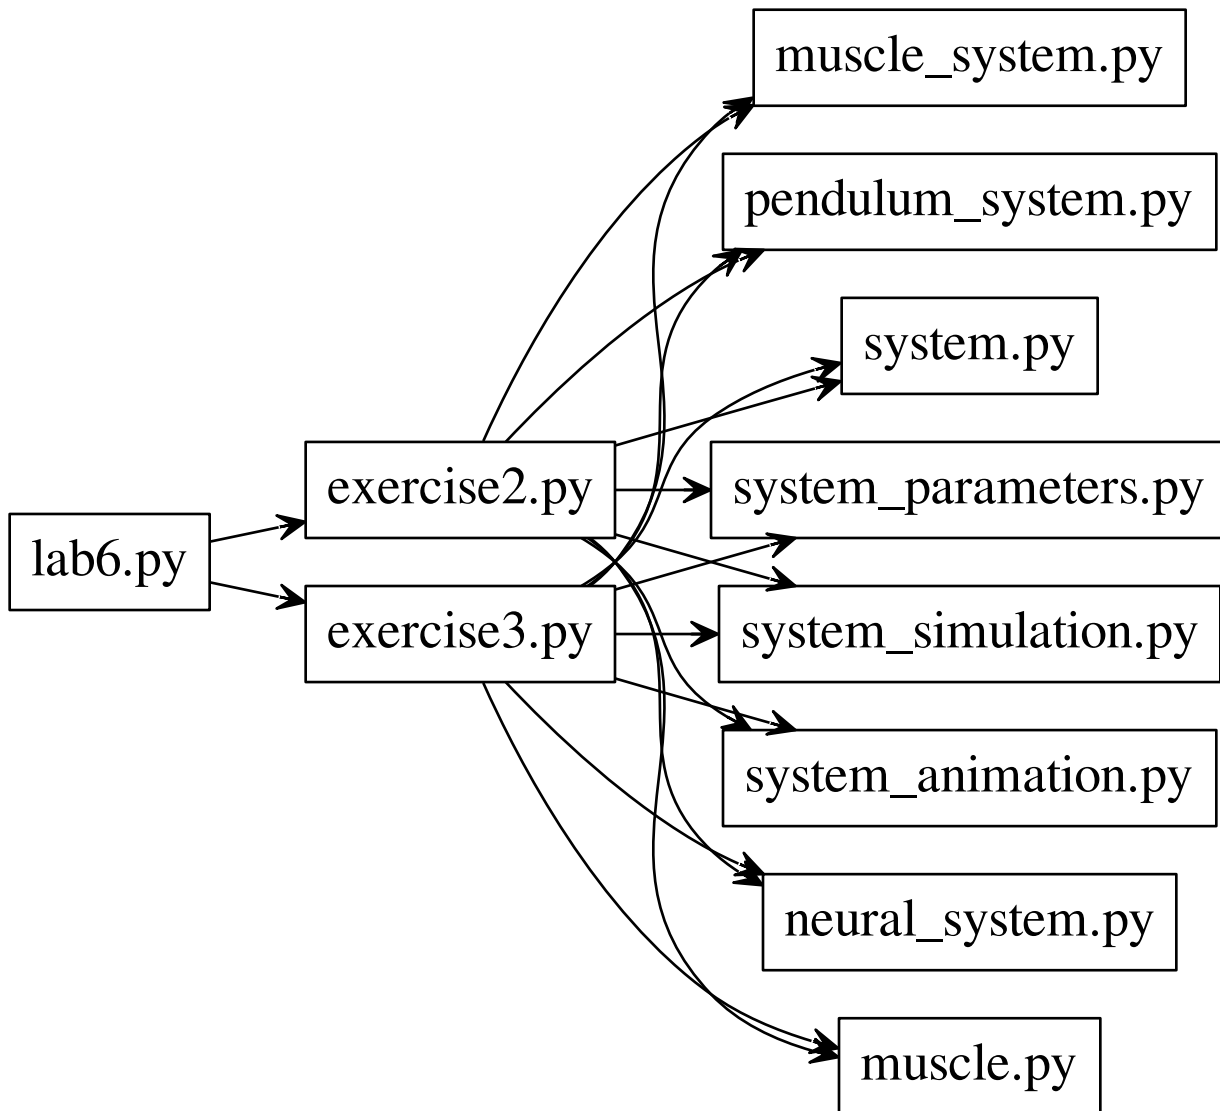 muscle_system.py
pendulum_system.py
system.py
exercise2.py
system_parameters.py
lab6.py
exercise3.py
system_simulation.py
system_animation.py
neural_system.py
muscle.py